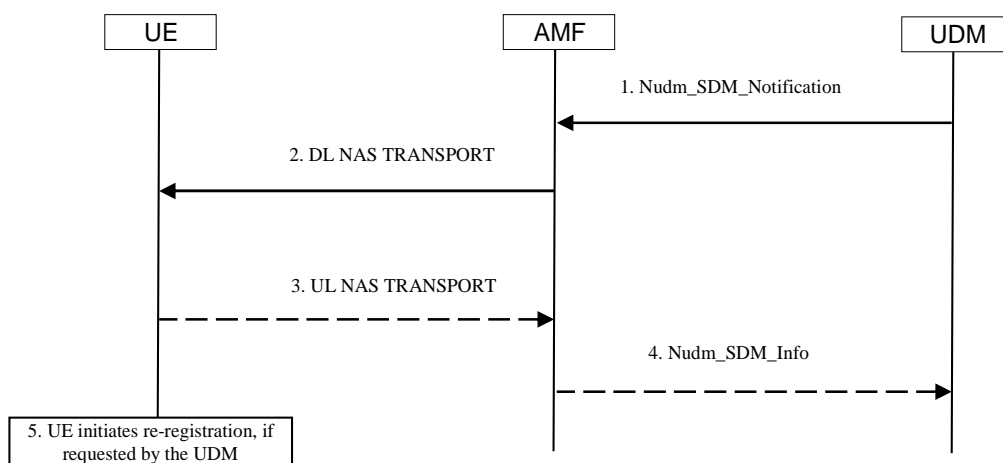 UE
AMF
UDM
1. Nudm_SDM_Notification
2. DL NAS TRANSPORT
3. UL NAS TRANSPORT
4. Nudm_SDM_Info
5. UE initiates re-registration, if
requested by the UDM